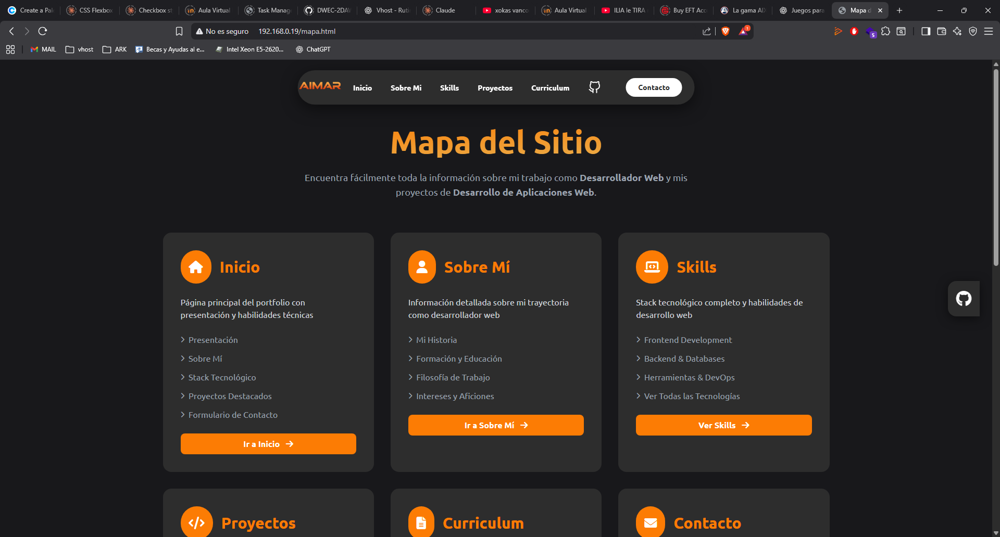 Create a Pal
CSS Flexbox
Checkbox st
Aula Virtual
Task Manag
DWEC-2DAW
Vhost - Ruti
Claude
xokas vanco
Aula Virtual
ILIA le TIRA
Buy EFT Acc
La gama AIX
Juegos para
Mapa d
No es seguro 192.168.0.19/mapa.html
1
5
MAIL
vhost
ARK
Becas y Ayudas al e...
Intel Xeon E5-2620...
ChatGPT
AIMAR
Inicio
Sobre Mi
Skills
Proyectos
Curriculum
Contacto
Mapa del Sitio
Encuentra fácilmente toda la información sobre mi trabajo como Desarrollador Web y mis
proyectos de Desarrollo de Aplicaciones Web.
Inicio
Página principal del portfolio con
presentación y habilidades técnicas
Presentación
Sobre Mí
Stack Tecnológico
Proyectos Destacados
Formulario de Contacto
Ir a Inicio
Sobre Mí
Información detallada sobre mi trayectoria
como desarrollador web
Mi Historia
Formación y Educación
Filosofía de Trabajo
Intereses y Aficiones
Ir a Sobre Mí
Skills
Stack tecnológico completo y habilidades de
desarrollo web
Frontend Development
Backend & Databases
Herramientas & DevOps
Ver Todas las Tecnologías
Ver Skills
Proyectos
Curriculum
Contacto